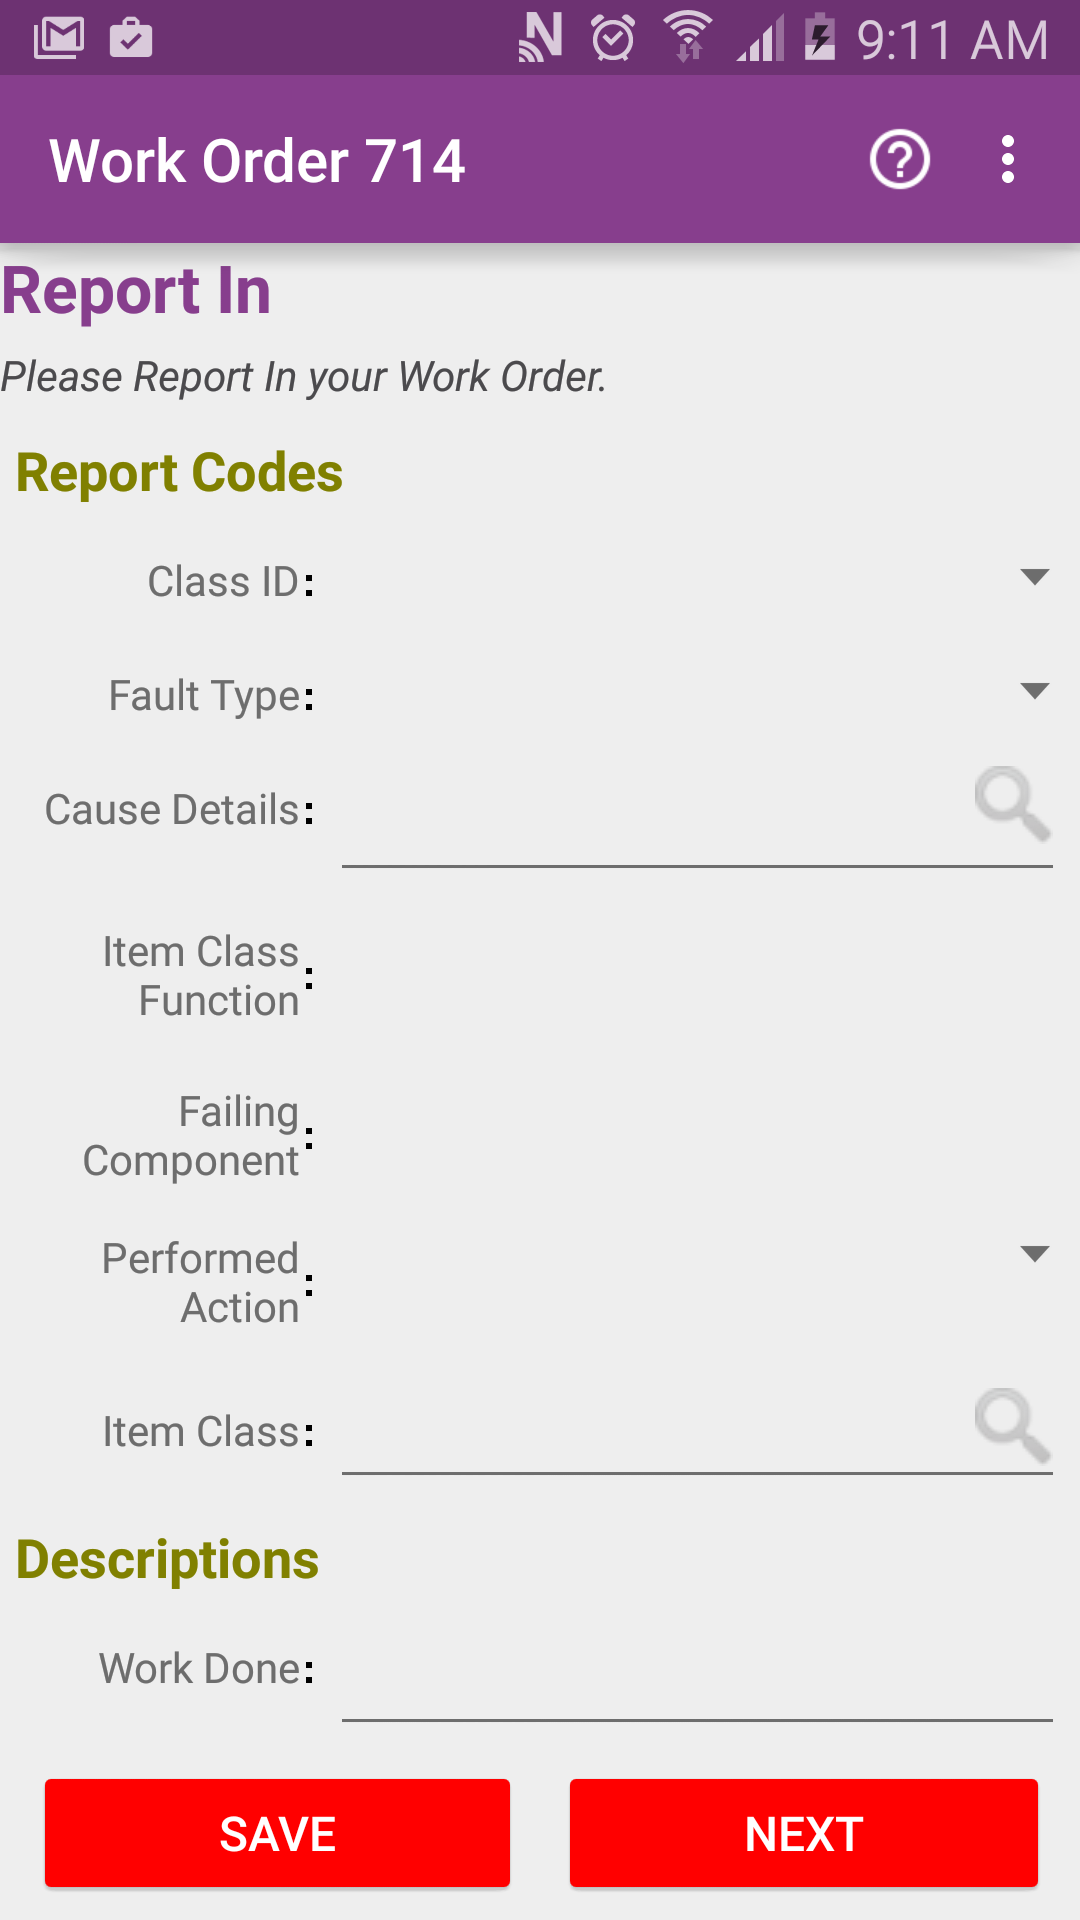 9:11 AM
Work Order 714
Report In
Please Report In your Work Order.
Report Codes
Class ID:
Fault Type:
Cause Details:
Item Class
Function:
Failing
Component:
Performed
Action:
Item Class:
Descriptions
Work Done:
SAVE NEXT